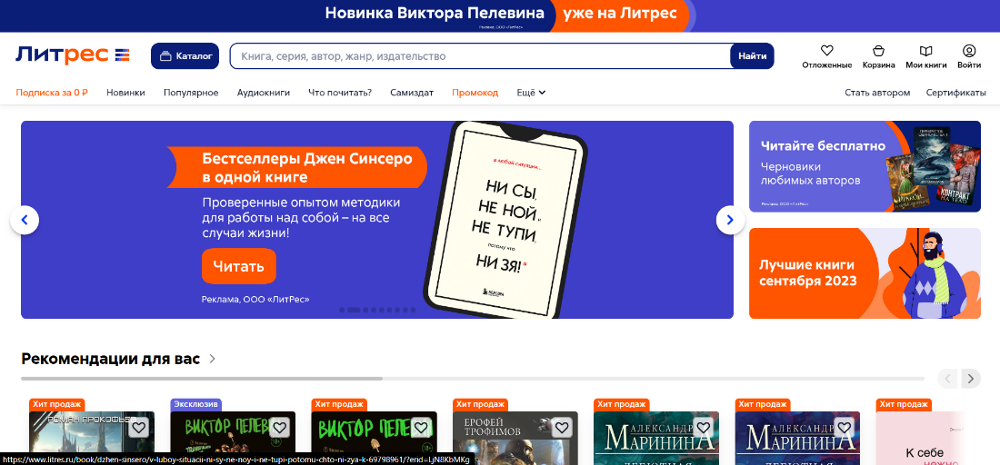 Новинка Виктора Пелевина уже на Литрес
Реклама. ООО «ЛитРес»
Литрес
Каталог
Книга, серия, автор, жанр, издательство
Найти
Отложенные
Корзина
Мои книги
Войти
Подписка за 0 ₽
Новинки
Популярное
Аудиокниги
Что почитать?
Самиздат
Промокод
Ещё
Стать автором
Сертификаты
Бестселлеры Джен Синсеро
в одной книге
Проверенные опытом методики
для работы над собой – на все
случаи жизни!
Читать
Реклама, ООО «ЛитРес»
В ЛЮБОЙ СИТУАЦИИ...
НИ СЫ,
НЕ НОЙ И
НЕ ТУПИ,
ПОТОМУ ЧТО
НИ ЗЯ!
БОМБОРА
Читайте бесплатно
Черновики
любимых авторов
Реклама, ООО «ЛитРес»
КОНТРАКТ
НА ТЕЛО
Лучшие книги
сентября 2023
Рекомендации для вас
Хит продаж
РОМАН ПРОКОФЬЕВ
Эксклюзив
ВИКТОР ПЕЛЕВИ
Хит продаж
ВИКТОР ПЕЛЕВИ
Хит продаж
ЕРОФЕЙ
ТРОФИМОВ
Хит продаж
АЛЕКСАНДРА
МАРИНИНА
Хит продаж
АЛЕКСАНДРА
МАРИНИНА
Хит продаж
К себе
нежно
https://www.litres.ru/book/dzhen-sinsero/v-luboy-situacii-ni-sy-ne-noy-i-ne-tupi-potomu-chto-ni-zya-k-69798961/?erid=LjN8KbMKg